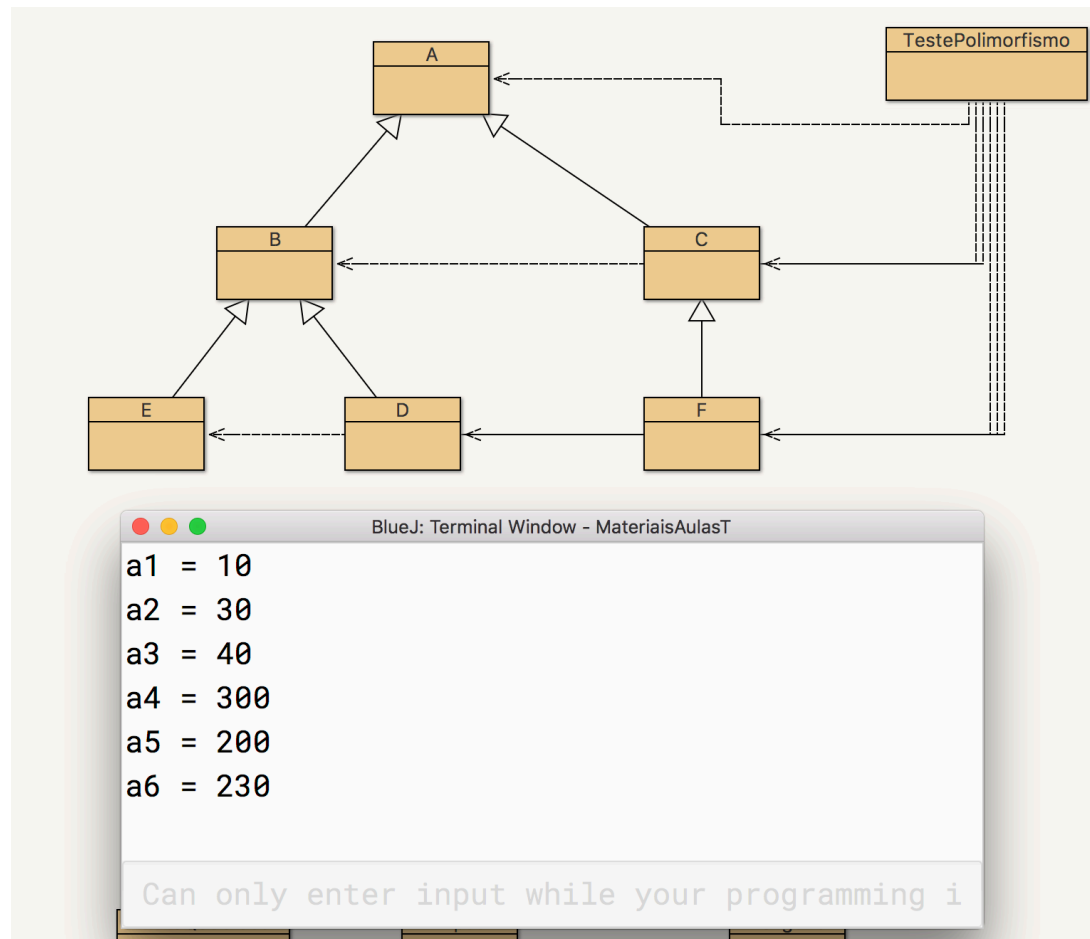 A
TestePolimorfismo
B
C
E
D
F
BlueJ: Terminal Window - MateriaisAulasT
a1 = 10
a2 = 30
a3 = 40
a4 = 300
a5 = 200
a6 = 230
Can only enter input while your programming i